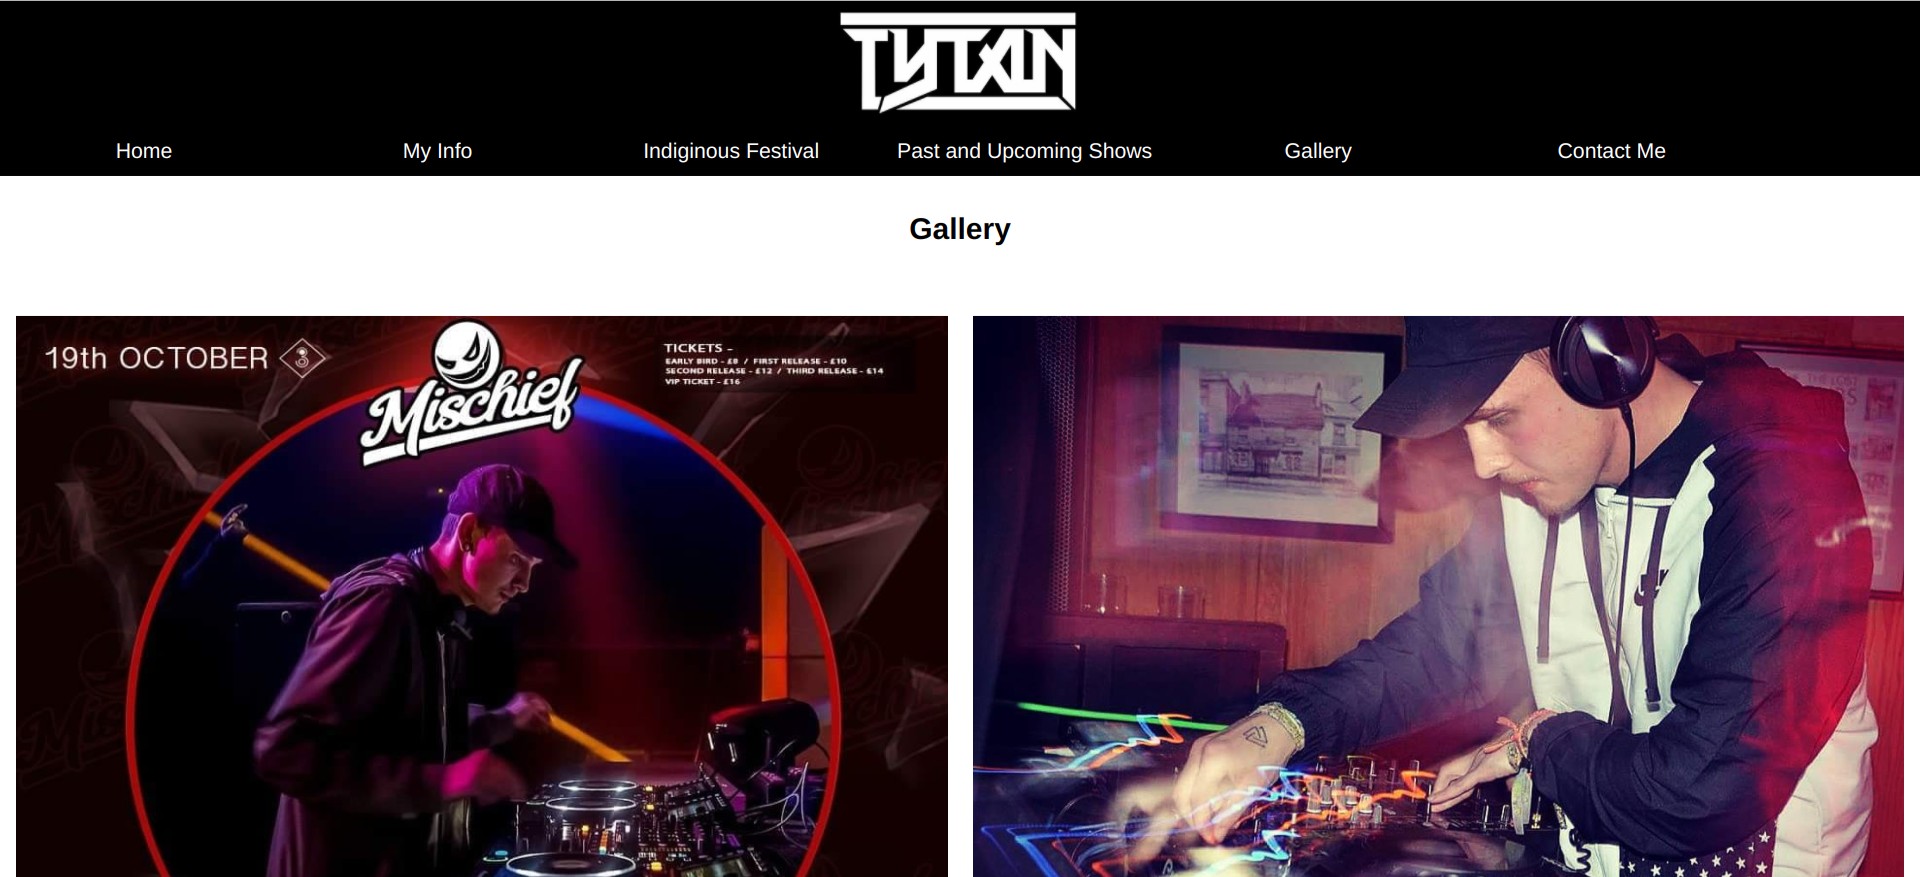 TYTAN
Home My Info Indiginous Festival Past and Upcoming Shows Gallery Contact Me
Gallery
19th OCTOBER
Mischief
TICKETS -
EARLY BIRD - £8 / FIRST RELEASE - £10
SECOND RELEASE - £12 / THIRD RELEASE - £14
VIP TICKET - £16